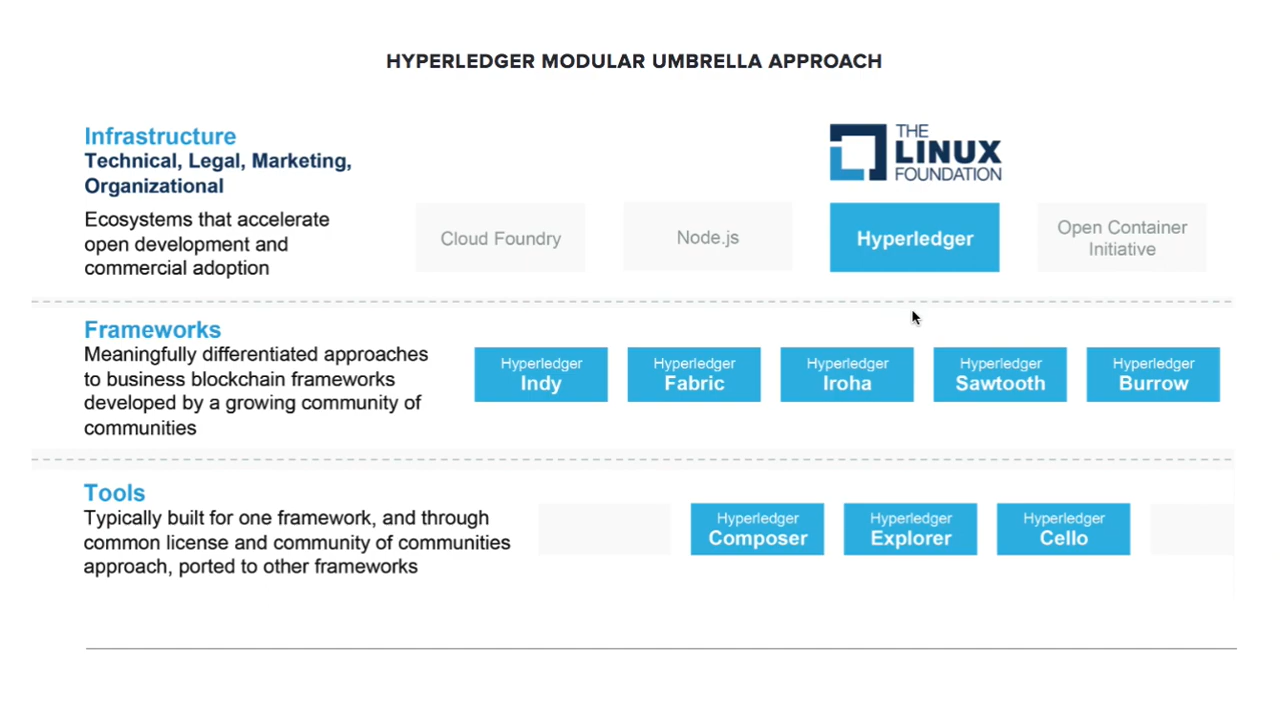 HYPERLEDGER MODULAR UMBRELLA APPROACH
Infrastructure
Technical, Legal, Marketing,
Organizational
Ecosystems that accelerate
open development and
commercial adoption
THE
LINUX
FOUNDATION
Cloud Foundry
Node.js
Hyperledger
Open Container
Initiative
Frameworks
Meaningfully differentiated approaches
to business blockchain frameworks
developed by a growing community of
communities
Hyperledger
Indy
Hyperledger
Fabric
Hyperledger
Iroha
Hyperledger
Sawtooth
Hyperledger
Burrow
Tools
Typically built for one framework, and through
common license and community of communities
approach, ported to other frameworks
Hyperledger
Composer
Hyperledger
Explorer
Hyperledger
Cello